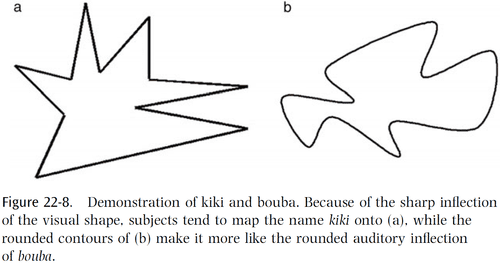 a b
Figure 22-8. Demonstration of kiki and bouba. Because of the sharp inflection
of the visual shape, subjects tend to map the name kiki onto (a), while the
rounded contours of (b) make it more like the rounded auditory inflection
of bouba.